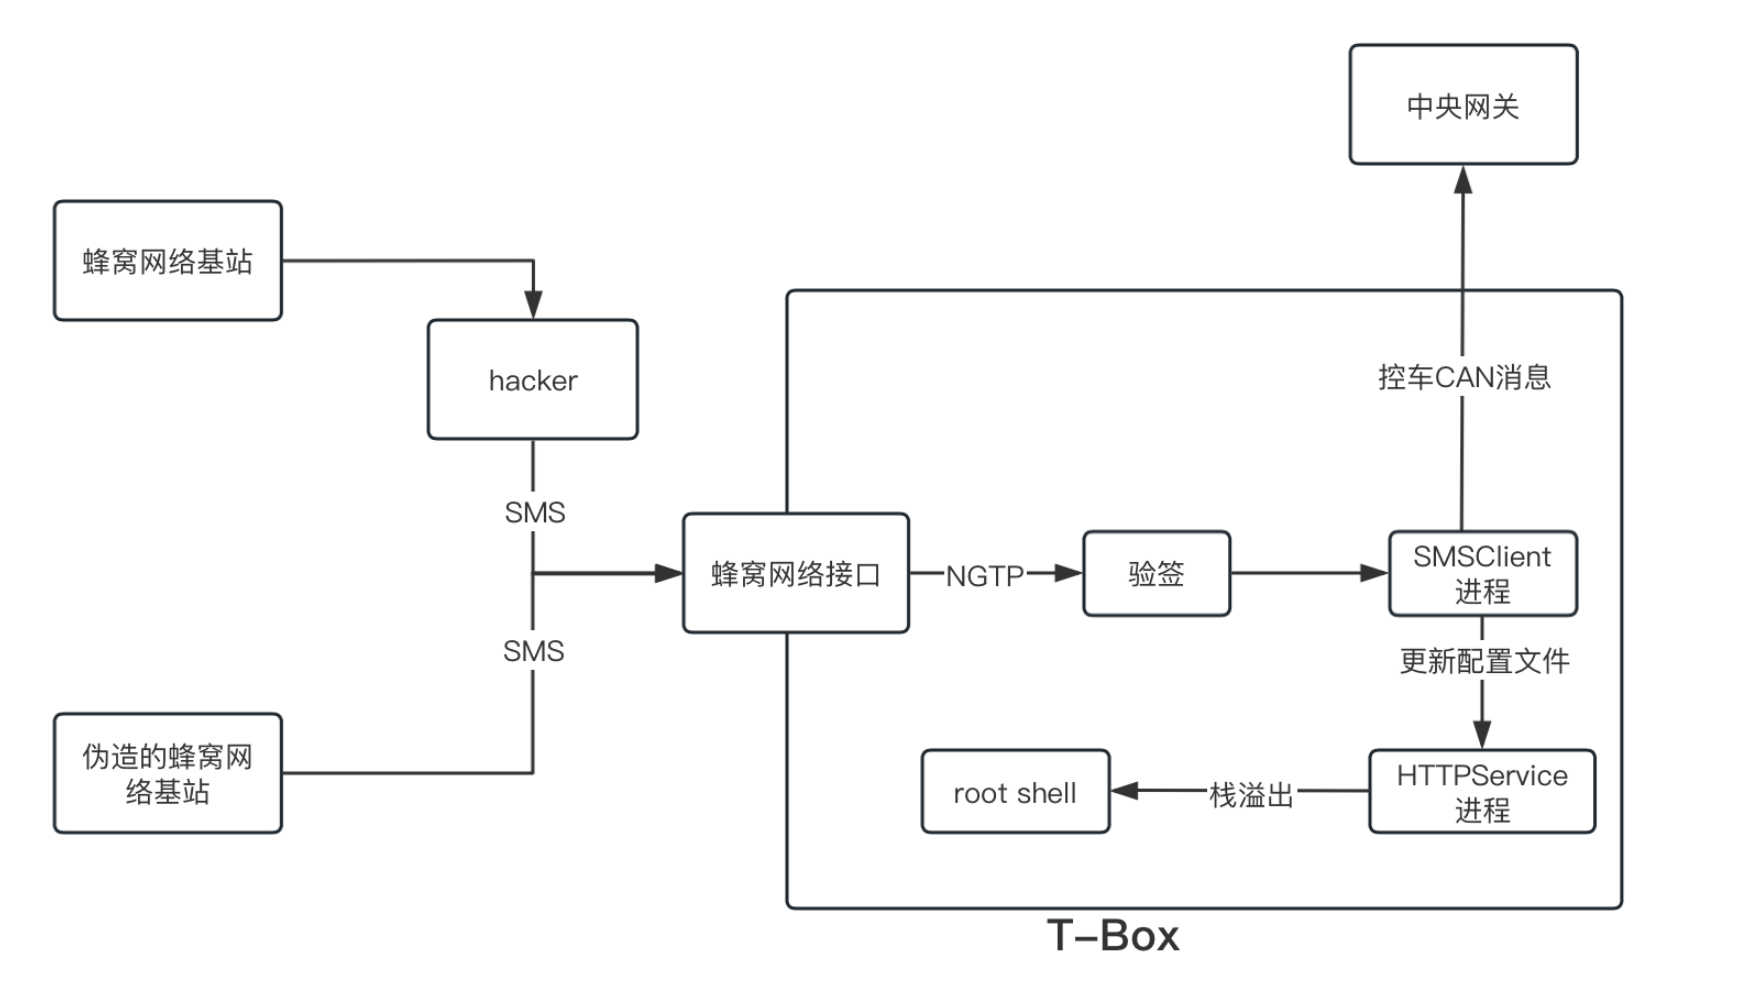 中央网关
蜂窝网络基站
hacker
控车CAN消息
SMS
蜂窝网络接口
NGTP
验签
SMSClient
进程
SMS
更新配置文件
伪造的蜂窝网
络基站
root shell
栈溢出
HTTPService
进程
T-Box